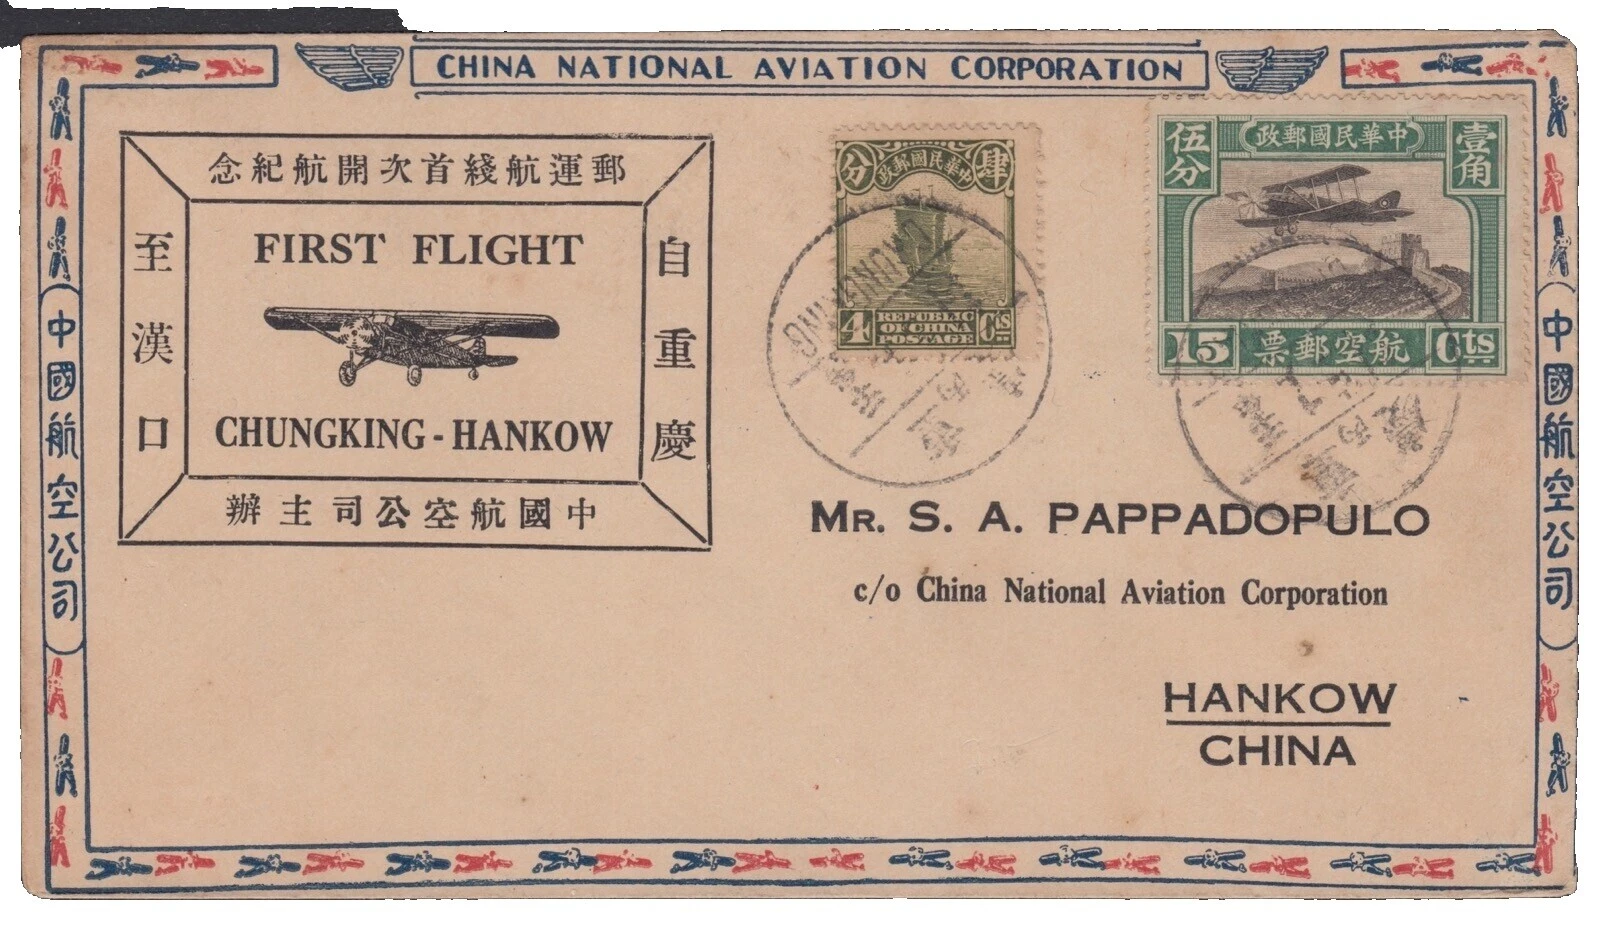 CHINA NATIONAL AVIATION CORPORATION
中國航空公司
中國航空公司
郵運航綫首次開航紀念
自重慶
至漢口
FIRST FLIGHT
CHUNGKING - HANKOW
中國航空公司主辦
中華民國郵政
肆分
4 Cts
REPUBLIC
OF CHINA
POSTAGE
CHUNGKING
中華民國郵政
壹角
伍分
15 Cts
航空郵票
MR. S. A. PAPPADOPULO
c/o China National Aviation Corporation
HANKOW
CHINA